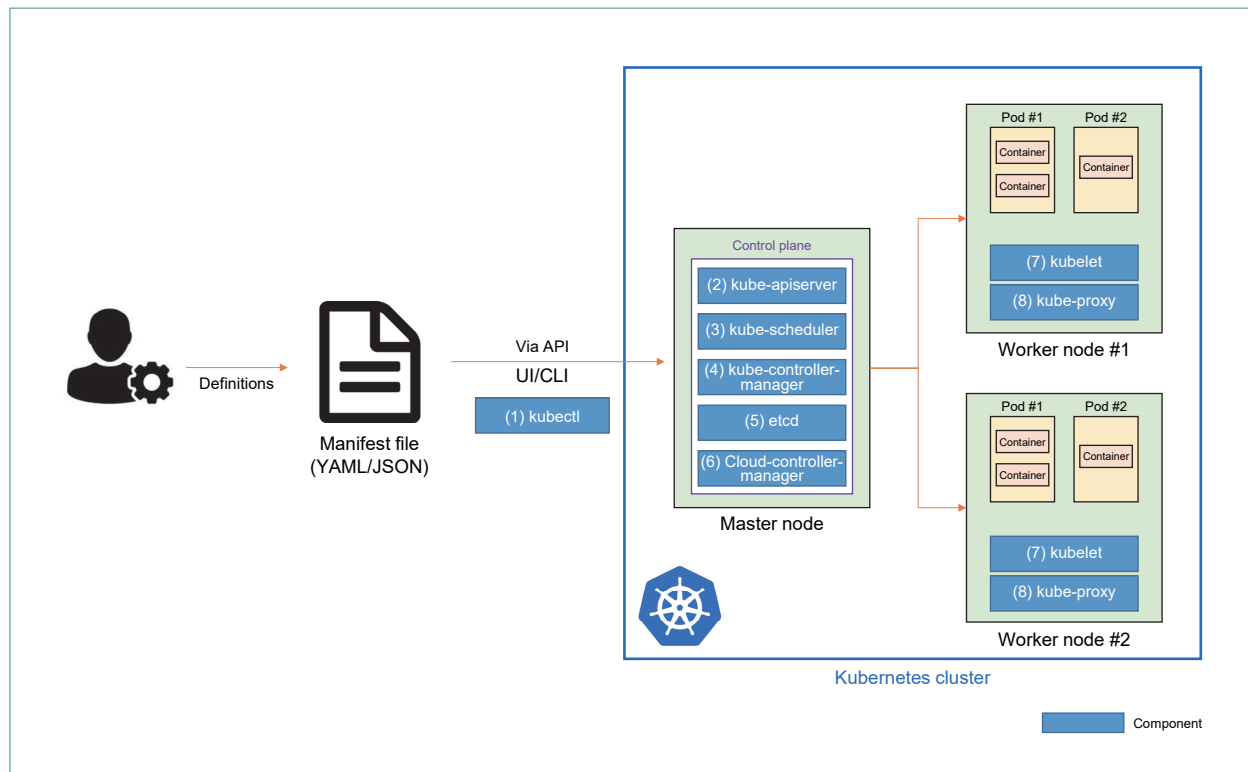 Definitions
Manifest file
(YAML/JSON)
Via API
UI/CLI
(1) kubectl
Control plane
(2) kube-apiserver
(3) kube-scheduler
(4) kube-controller-
manager
(5) etcd
(6) Cloud-controller-
manager
Master node
Pod #1
Pod #2
Container
Container
Container
(7) kubelet
(8) kube-proxy
Worker node #1
Pod #1
Pod #2
Container
Container
Container
(7) kubelet
(8) kube-proxy
Worker node #2
Kubernetes cluster
Component